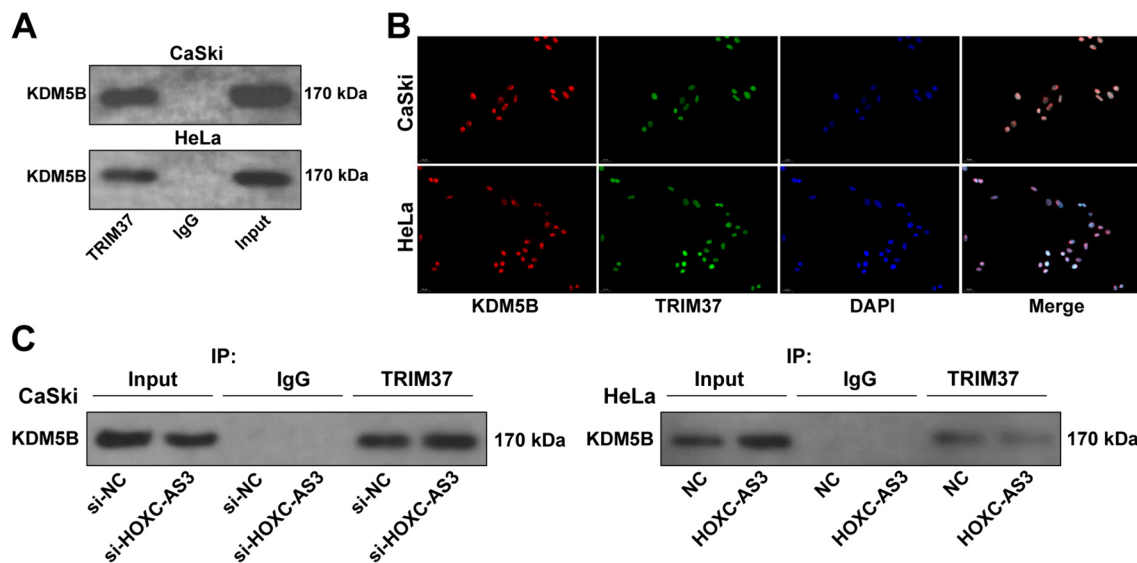 A
CaSki
KDM5B
170 kDa
HeLa
KDM5B
170 kDa
TRIM37
IgG
Input
B
CaSki
HeLa
KDM5B
TRIM37
DAPI
Merge
C
IP:
Input
IgG
TRIM37
CaSki
KDM5B
170 kDa
si-NC
si-HOXC-AS3
si-NC
si-HOXC-AS3
si-NC
si-HOXC-AS3
IP:
Input
IgG
TRIM37
HeLa
KDM5B
170 kDa
NC
HOXC-AS3
NC
HOXC-AS3
NC
HOXC-AS3